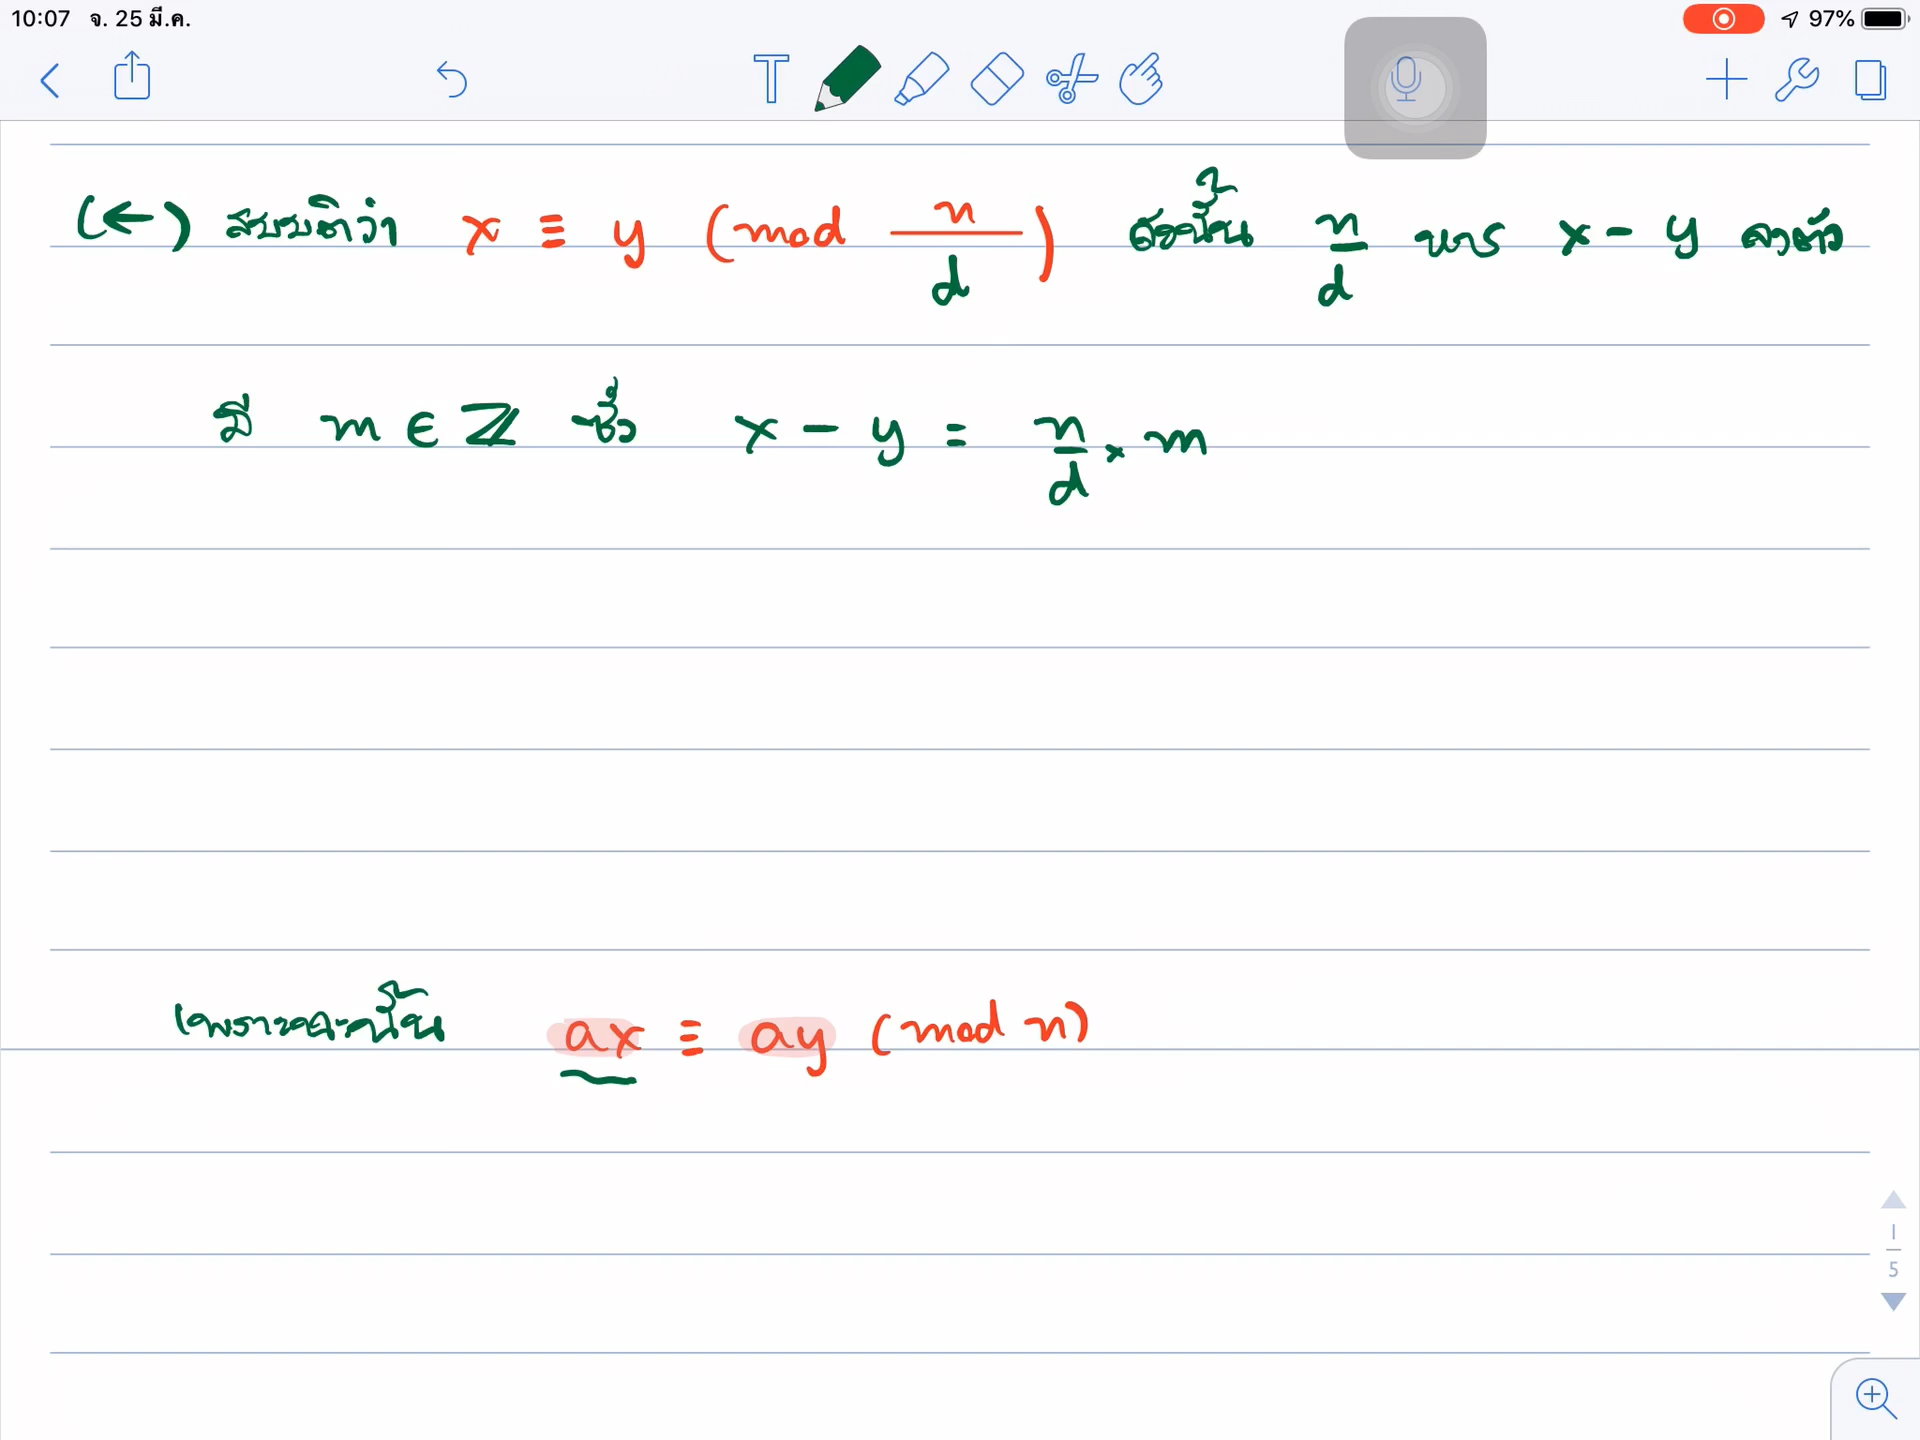 10:07 จ. 25 มี.ค. 97%
T
(←) สมมติว่า x ≡ y (mod n/d) ดังนั้น n/d หาร x - y ลงตัว
มี m ∈ ℤ ซึ่ง x - y = n/d × m
เพราะฉะนั้น ax ≡ ay (mod n)
1
5